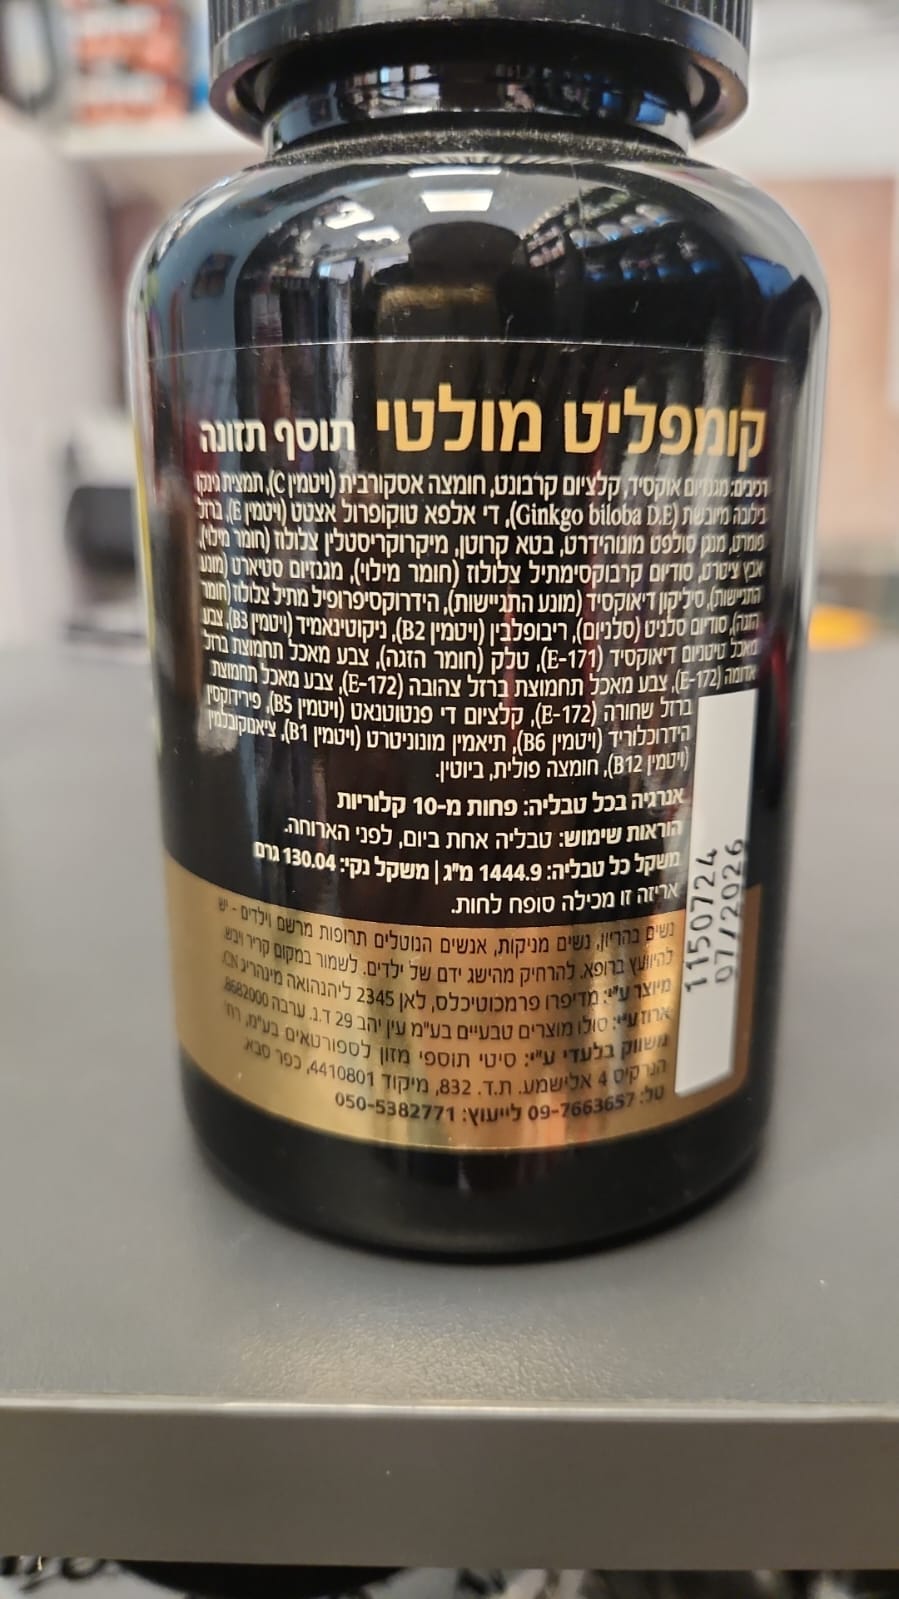 קומפליט מולטי תוסף תזונה
רכיבים: מגנזיום אוקסיד, קלציום קרבונט, חומצה אסקורבית (ויטמין C), תמצית גינקו
בילובה מיובשת (Ginkgo biloba D.E), די אלפא טוקופרול אצטט (ויטמין E), ברזל
פומרט, מנגן סולפט מונוהידרט, בטא קרוטן, מיקרוקריסטלין צלולוז (חומר מילוי),
אבץ ציטרט, סודיום קרבוקסימתיל צלולוז (חומר מילוי), מגנזיום סטיארט (מונע
התגיישות), סיליקון דיאוקסיד (מונע התגיישות), הידרוקסיפרופיל מתיל צלולוז (חומר
הזגה), סודיום סלניט (סלניום), ריבופלבין (ויטמין B2), ניקוטינאמיד (ויטמין B3), צבע
מאכל טיטניום דיאוקסיד (E-171), טלק (חומר הזגה), צבע מאכל תחמוצת ברזל
אדומה (E-172), צבע מאכל תחמוצת ברזל צהובה (E-172), צבע מאכל תחמוצת
ברזל שחורה (E-172), קלציום די פנטוטנאט (ויטמין B5), פירידוקסין
הידרוכלוריד (ויטמין B6), תיאמין מונוניטרט (ויטמין B1), ציאנוקובלמין
(ויטמין B12), חומצה פולית, ביוטין.
אנרגיה בכל טבליה: פחות מ-10 קלוריות
הוראות שימוש: טבליה אחת ביום, לפני הארוחה.
משקל כל טבליה: 1444.9 מ"ג | משקל נקי: 130.04 גרם
אריזה זו מכילה סופח לחות.
נשים בהריון, נשים מניקות, אנשים הנוטלים תרופות מרשם וילדים - יש
להיוועץ ברופא. להרחיק מהישג ידם של ילדים. לשמור במקום קריר ויבש.
מיוצר ע"י: מדיפרו פרמכוטיכלס, לאן 2345 ליהנהואה מינהריג CN.
ארוז ע"י: סולו מוצרים טבעיים בע"מ עין יהב 29 ד.נ. ערבה 8682000.
משווק בלעדי ע"י: סיטי תוספי מזון לספורטאים בע"מ, רח'
הנרקיס 4 אלישמע. ת.ד. 832, מיקוד 4410801, כפר סבא.
טל: 09-7663657 לייעוץ: 050-5382771
1150724
07/2026